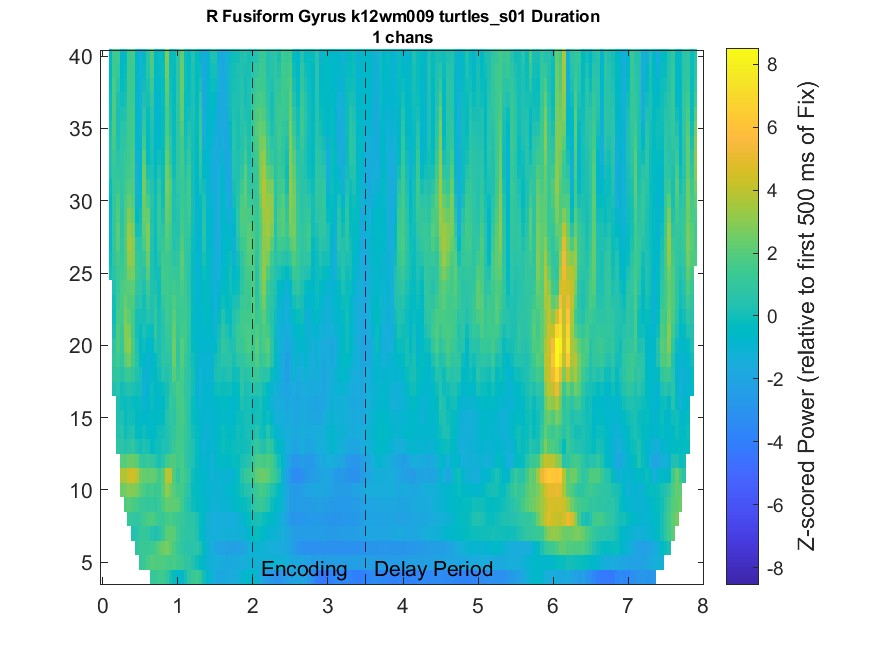 R Fusiform Gyrus k12wm009 turtles_s01 Duration
1 chans
40
35
30
25
20
15
10
5
Encoding
Delay Period
0 1 2 3 4 5 6 7 8
8
6
4
2
0
-2
-4
-6
-8
Z-scored Power (relative to first 500 ms of Fix)